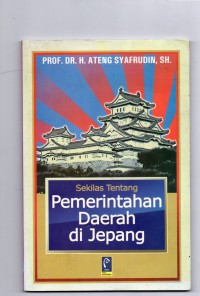 PROF. DR. H. ATENG SYAFRUDIN, SH.
Sekilas Tentang
Pemerintahan
Daerah
di Jepang